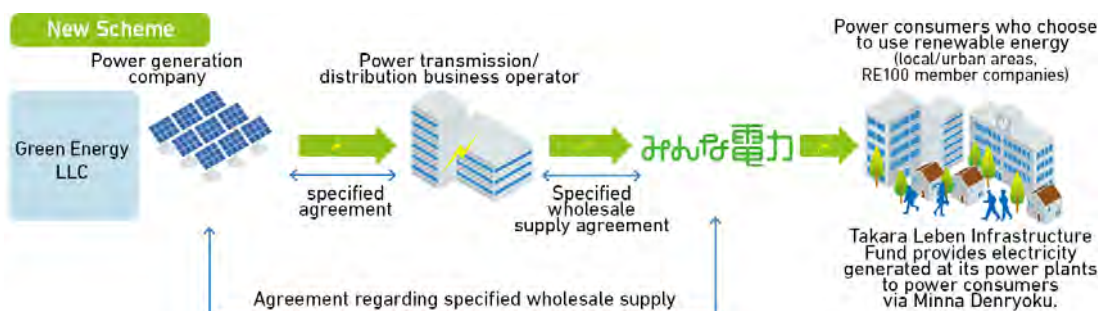 New Scheme
Power generation
company
Green Energy
LLC
specified
agreement
Power transmission/
distribution business operator
Specified
wholesale
supply agreement
みんな電力
Power consumers who choose
to use renewable energy
(local/urban areas,
RE100 member companies)
Takara Leben Infrastructure
Fund provides electricity
generated at its power plants
to power consumers
via Minna Denryoku.
Agreement regarding specified wholesale supply